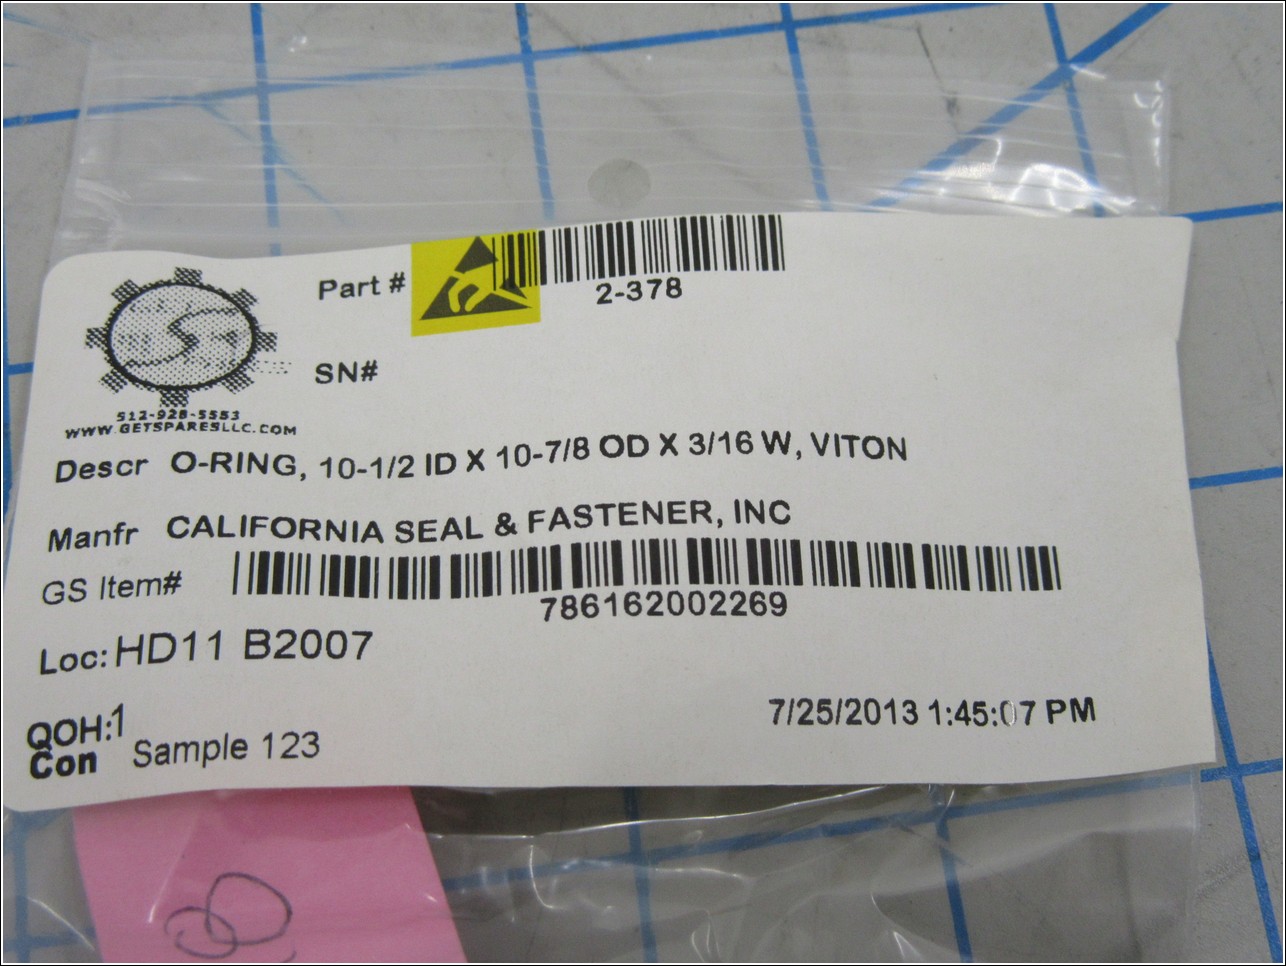 Part #
2-378
SN#
512-928-5553
WWW.GETSPARESLLC.COM
Descr O-RING, 10-1/2 ID X 10-7/8 OD X 3/16 W, VITON
Manfr CALIFORNIA SEAL & FASTENER, INC
GS Item#
786162002269
Loc: HD11 B2007
QOH:1
7/25/2013 1:45:07 PM
Con Sample 123